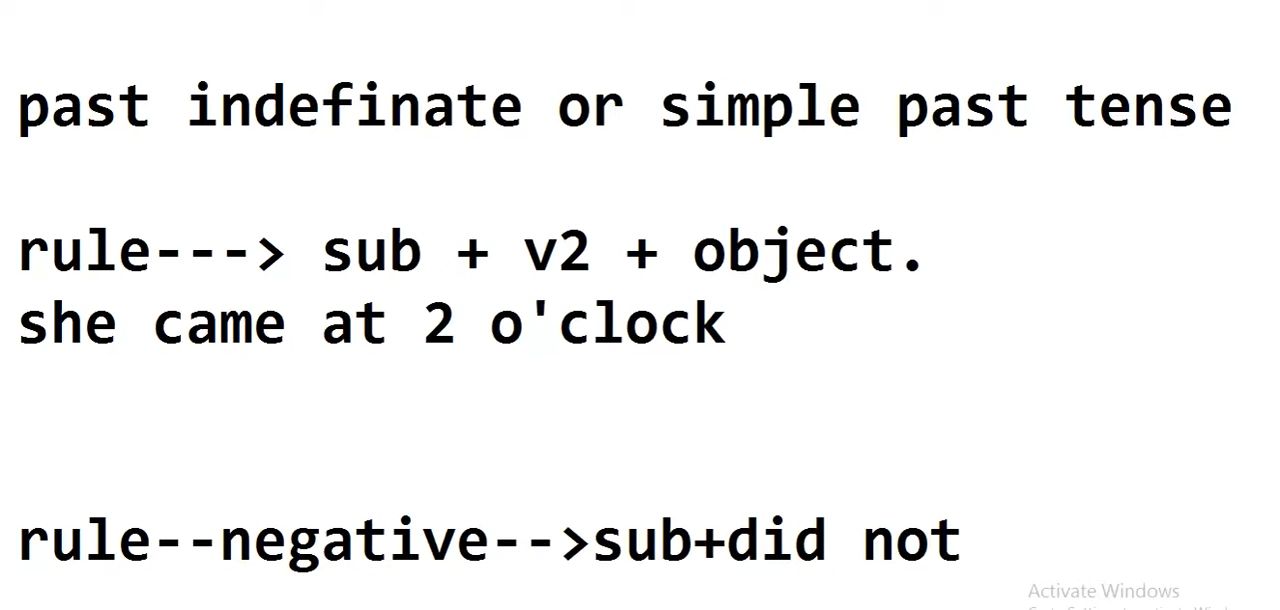 past indefinate or simple past tense
rule---> sub + v2 + object.
she came at 2 o'clock
rule--negative-->sub+did not
Activate Windows